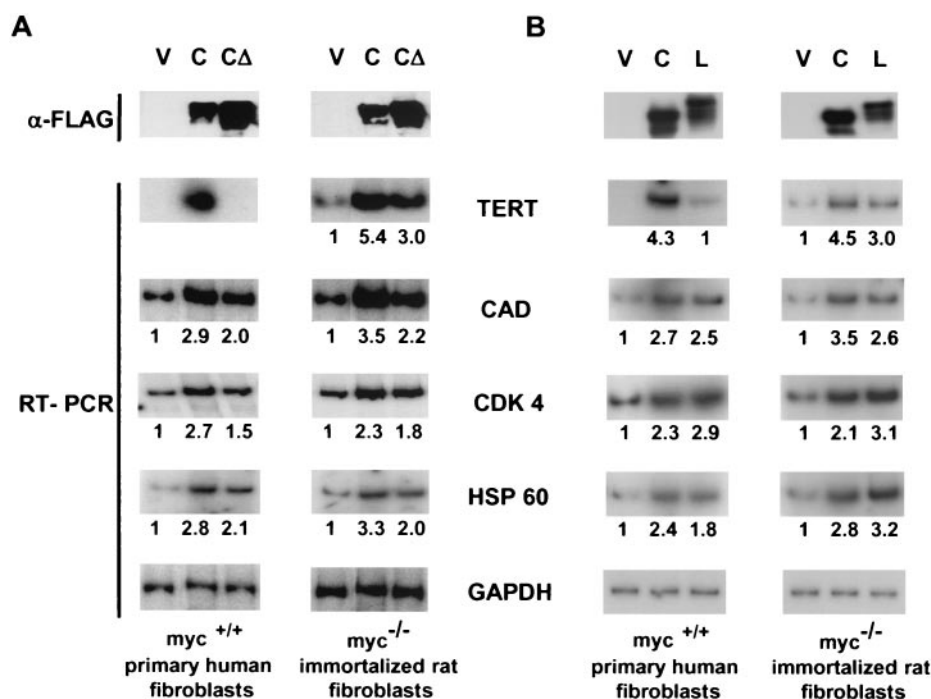 A B
V C CΔ V C CΔ V C L V C L
α-FLAG
TERT
1 5.4 3.0 4.3 1 1 4.5 3.0
CAD
1 2.9 2.0 1 3.5 2.2 1 2.7 2.5 1 3.5 2.6
RT- PCR CDK 4
1 2.7 1.5 1 2.3 1.8 1 2.3 2.9 1 2.1 3.1
HSP 60
1 2.8 2.1 1 3.3 2.0 1 2.4 1.8 1 2.8 3.2
GAPDH
myc +/+ myc -/- myc +/+ myc -/-
primary human immortalized rat primary human immortalized rat
fibroblasts fibroblasts fibroblasts fibroblasts